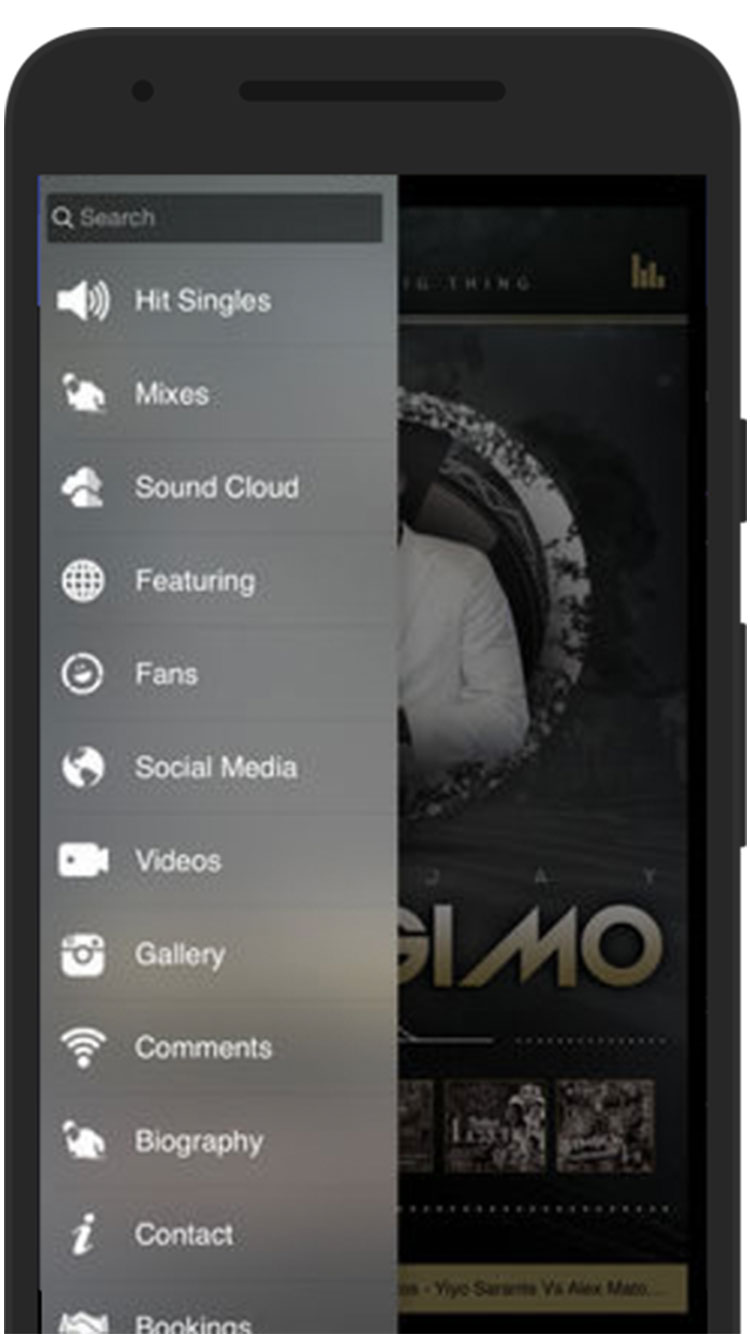 Search
Hit Singles
Mixes
Sound Cloud
Featuring
Fans
Social Media
Videos
Gallery
Comments
Biography
Contact
Bookings
IG THING
J A Y
GIMO
os - Yiyo Sarante Vs Alex Mato...